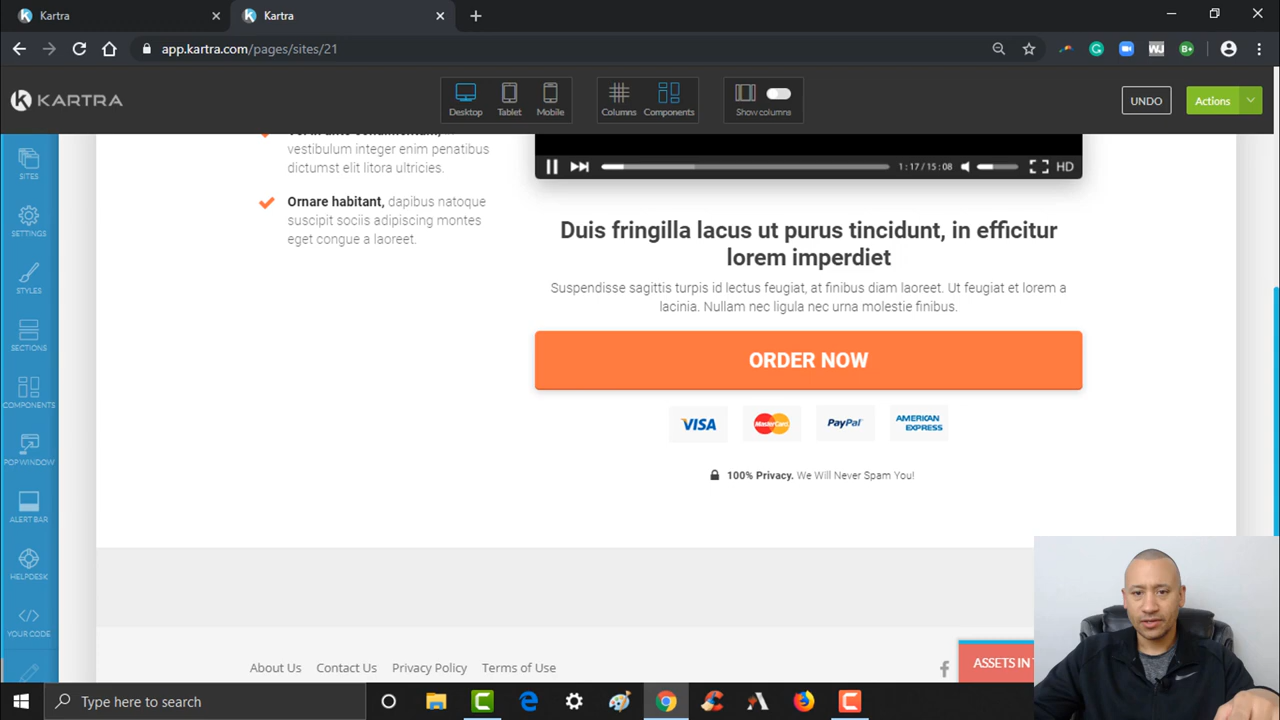 Kartra
Kartra
app.kartra.com/pages/sites/21
KARTRA
Desktop
Tablet
Mobile
Columns
Components
Show columns
UNDO
Actions
SITES
SETTINGS
STYLES
SECTIONS
COMPONENTS
POP WINDOW
ALERT BAR
HELPDESK
YOUR CODE
vestibulum integer enim penatibus
dictumst elit litora ultricies.
Ornare habitant, dapibus natoque
suscipit sociis adipiscing montes
eget congue a laoreet.
1:17 / 15:08
HD
Duis fringilla lacus ut purus tincidunt, in efficitur
lorem imperdiet
Suspendisse sagittis turpis id lectus feugiat, at finibus diam laoreet. Ut feugiat et lorem a
lacinia. Nullam nec ligula nec urna molestie finibus.
ORDER NOW
VISA
MasterCard
PayPal
AMERICAN
EXPRESS
100% Privacy. We Will Never Spam You!
About Us
Contact Us
Privacy Policy
Terms of Use
ASSETS IN T
Type here to search